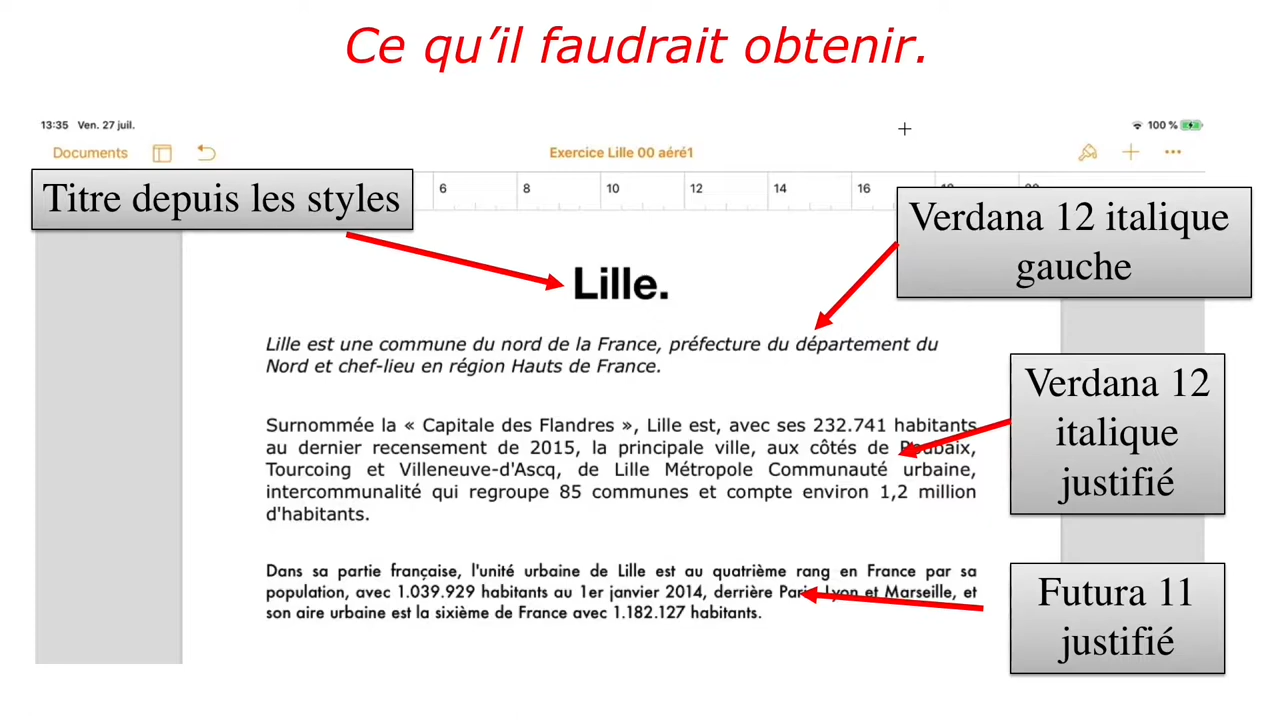 Ce qu’il faudrait obtenir.
13:35 Ven. 27 juil.
100 %
Documents
Exercice Lille 00 aéré1
6 8 10 12 14 16
Titre depuis les styles
Verdana 12 italique
gauche
Lille.
Lille est une commune du nord de la France, préfecture du département du
Nord et chef-lieu en région Hauts de France.
Verdana 12
italique
justifié
Surnommée la « Capitale des Flandres », Lille est, avec ses 232.741 habitants
au dernier recensement de 2015, la principale ville, aux côtés de Roubaix,
Tourcoing et Villeneuve-d'Ascq, de Lille Métropole Communauté urbaine,
intercommunalité qui regroupe 85 communes et compte environ 1,2 million
d'habitants.
Futura 11
justifié
Dans sa partie française, l'unité urbaine de Lille est au quatrième rang en France par sa
population, avec 1.039.929 habitants au 1er janvier 2014, derrière Paris, Lyon et Marseille, et
son aire urbaine est la sixième de France avec 1.182.127 habitants.